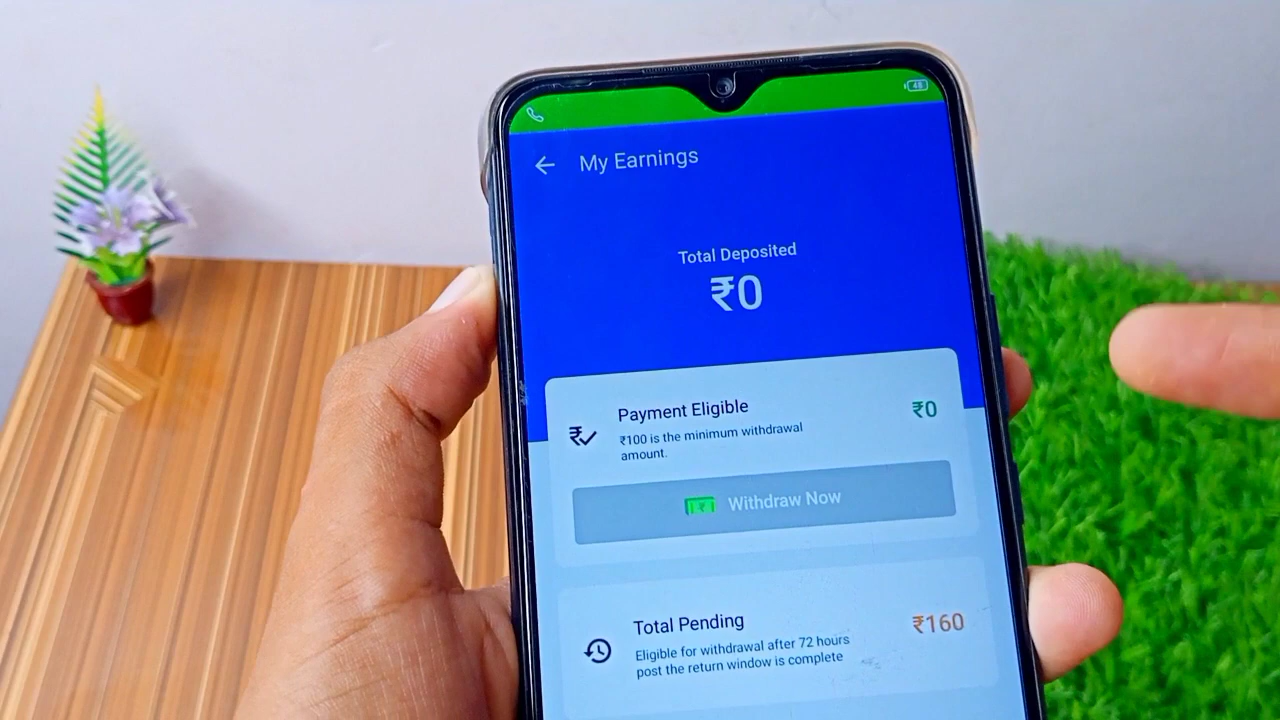 48
My Earnings
Total Deposited
₹0
Payment Eligible
₹0
₹100 is the minimum withdrawal
amount.
Withdraw Now
Total Pending
₹160
Eligible for withdrawal after 72 hours
post the return window is complete